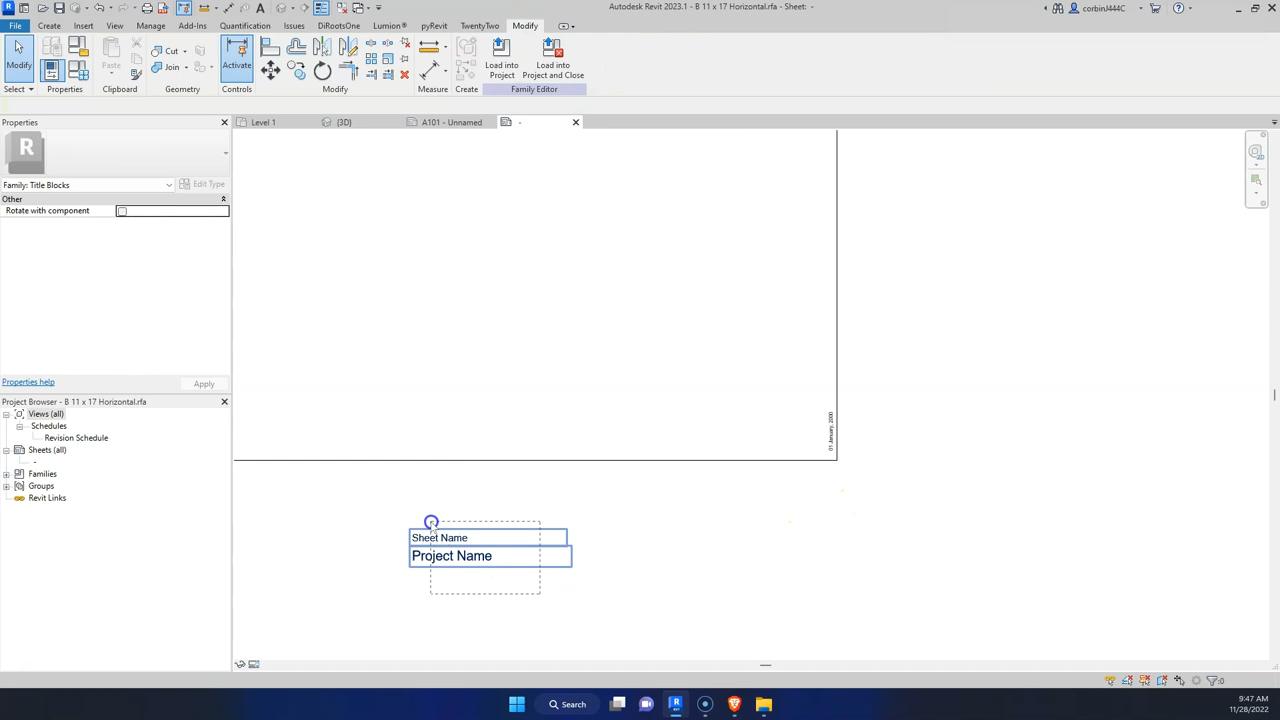 Autodesk Revit 2023.1 - B 11 x 17 Horizontal.rfa - Sheet: -
corbinJ444C
File Create Insert View Manage Add-Ins Quantification Issues DiRootsOne Lumion® pyRevit TwentyTwo Modify
Modify Paste Cut Join Activate Load into Project Load into Project and Close
Select Properties Clipboard Geometry Controls Modify Measure Create Family Editor
Properties
Level 1 {3D} A101 - Unnamed -
R
Family: Title Blocks Edit Type
Other
Rotate with component
Properties help Apply
Project Browser - B 11 x 17 Horizontal.rfa
Views (all)
Schedules
Revision Schedule
Sheets (all)
-
Families
Groups
Revit Links
01 January, 2000
Sheet Name
Project Name
:0
Search
9:47 AM
11/28/2022